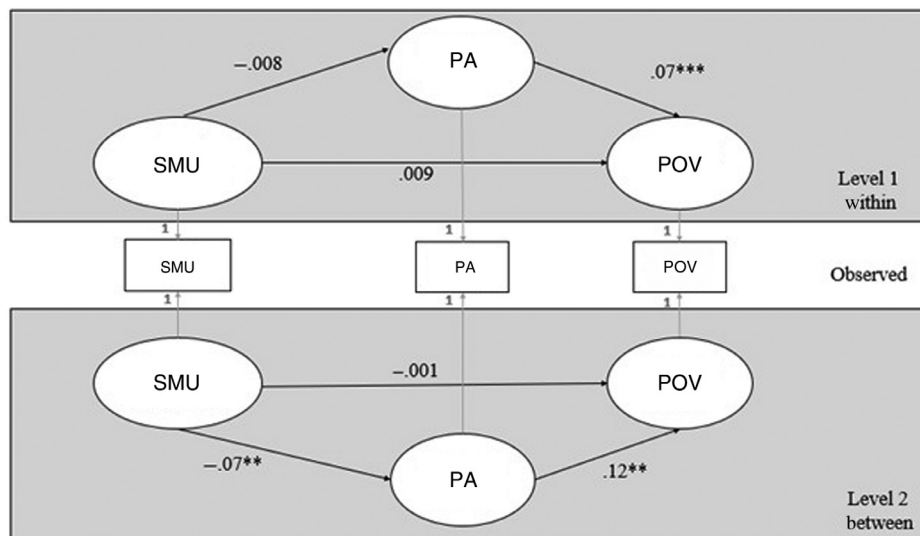 PA
–.008
.07***
SMU
POV
.009
Level 1
within
1
1
1
SMU
PA
POV
Observed
1
1
1
SMU
–.001
POV
–.07**
PA
.12**
Level 2
between